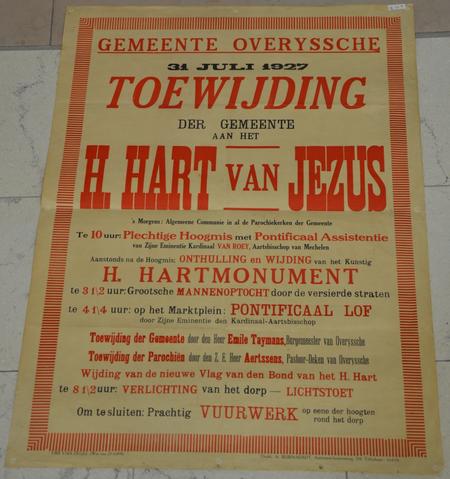 GEMEENTE OVERYSSCHE
31 JULI 1927
TOEWIJDING
DER GEMEENTE
AAN HET
H. HART VAN JEZUS
's Morgens: Algemeene Communie in al de Parochiekerken der Gemeente
Te 10 uur: Plechtige Hoogmis met Pontificaal Assistentie
van Zijne Eminentie Kardinaal VAN ROEY, Aartsbisschop van Mechelen
Aanstonds na de Hoogmis: ONTHULLING en WIJDING van het Kunstig
H. HARTMONUMENT
te 3 1\2 uur: Grootsche MANNENOPTOCHT door de versierde straten
te 4 1\4 uur: op het Marktplein: PONTIFICAAL LOF
door Zijne Eminentie den Kardinaal-Aartsbisschop
Toewijding der Gemeente door den Heer Emile Taymans, Burgemeester van Overyssche
Toewijding der Parochiën door den Z. E. Heer Aertssens, Pastoor-Deken van Overyssche
Wijding van de nieuwe Vlag van den Bond van het H. Hart
te 8 1\2 uur: VERLICHTING van het dorp — LICHTSTOET
Om te sluiten: Prachtig VUURWERK op eene der hoogten
rond het dorp